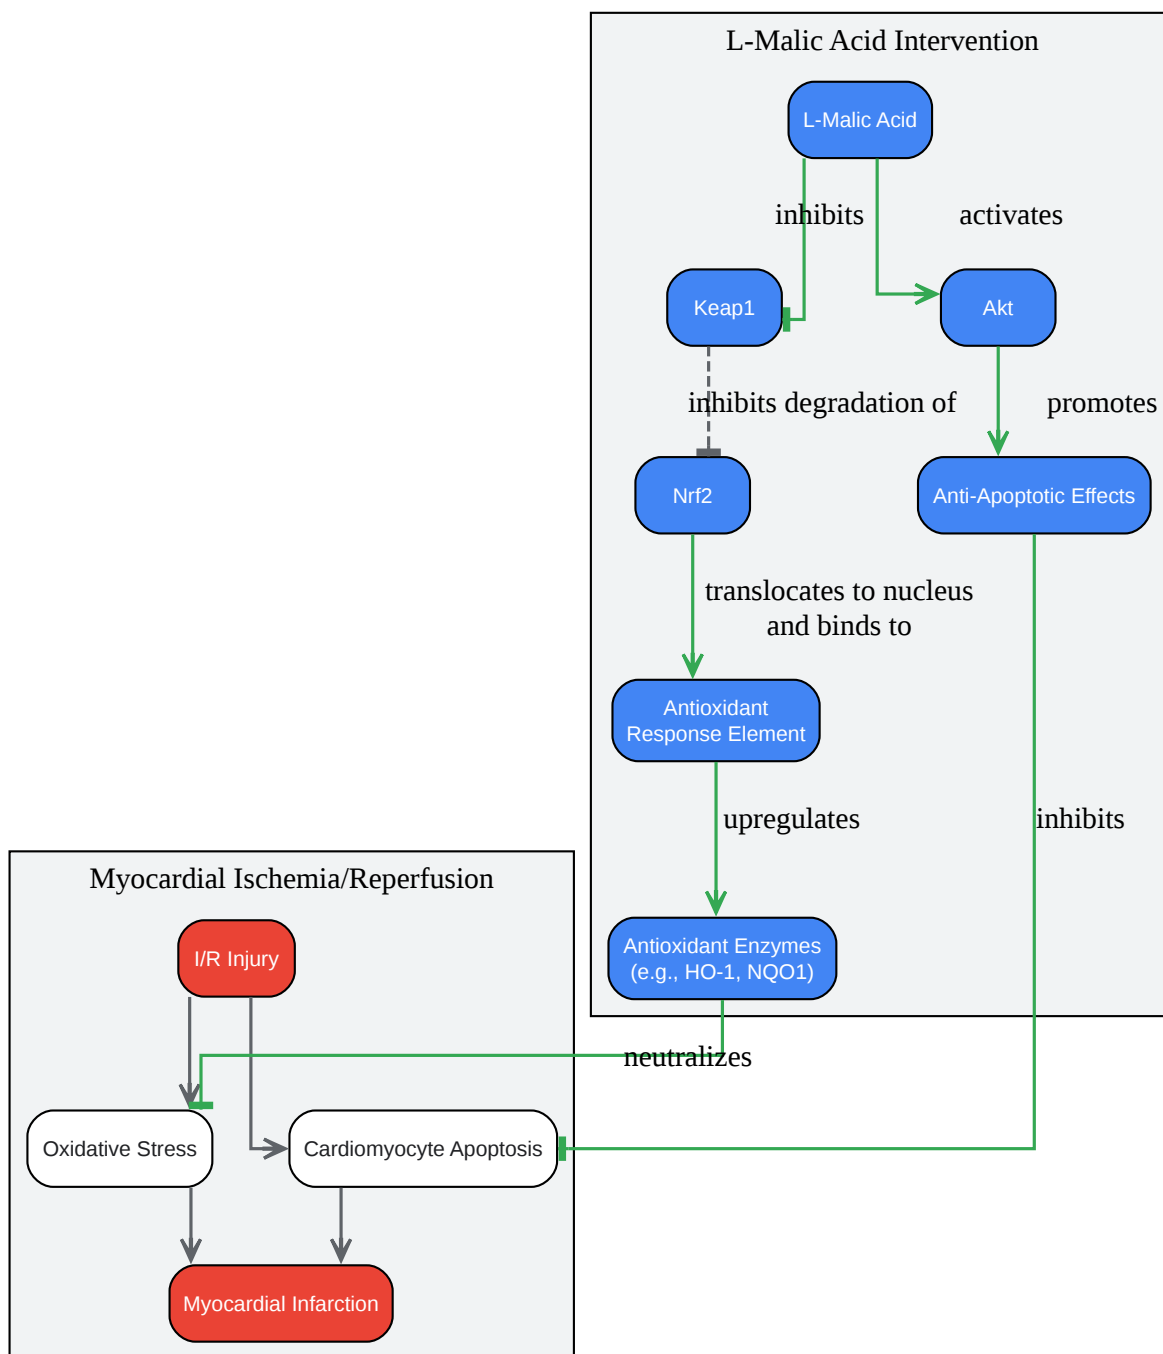 L-Malic Acid Intervention
L-Malic Acid
inhibits
activates
Keap1
Akt
inhibits degradation of
promotes
Nrf2
Anti-Apoptotic Effects
translocates to nucleus
and binds to
Antioxidant
Response Element
upregulates
inhibits
Myocardial Ischemia/Reperfusion
I/R Injury
Antioxidant Enzymes
(e.g., HO-1, NQO1)
neutralizes
Oxidative Stress
Cardiomyocyte Apoptosis
Myocardial Infarction